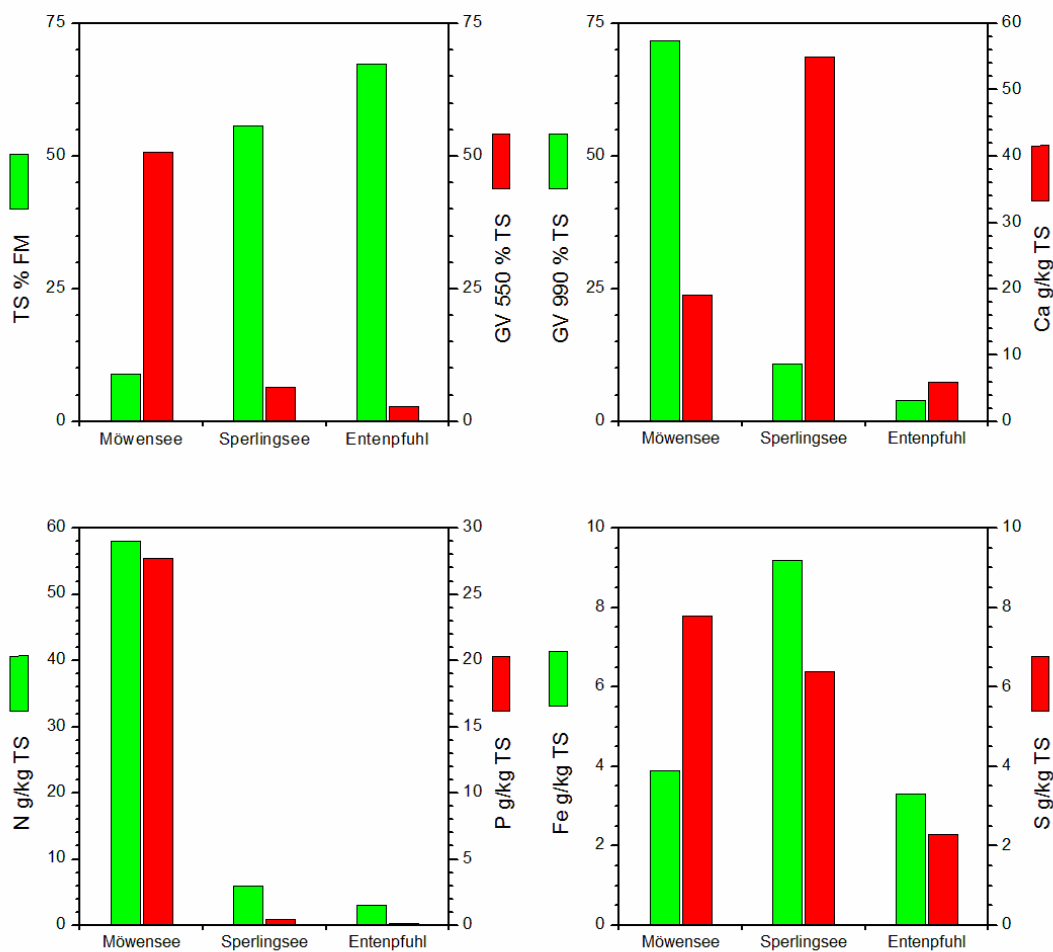 75
50
25
0
TS % FM
75
50
25
0
GV 550 % TS
Möwensee
Sperlingsee
Entenpfuhl
75
50
25
0
GV 990 % TS
60
50
40
30
20
10
0
Ca g/kg TS
Möwensee
Sperlingsee
Entenpfuhl
60
50
40
30
20
10
0
N g/kg TS
30
25
20
15
10
5
0
P g/kg TS
Möwensee
Sperlingsee
Entenpfuhl
10
8
6
4
2
0
Fe g/kg TS
10
8
6
4
2
0
S g/kg TS
Möwensee
Sperlingsee
Entenpfuhl